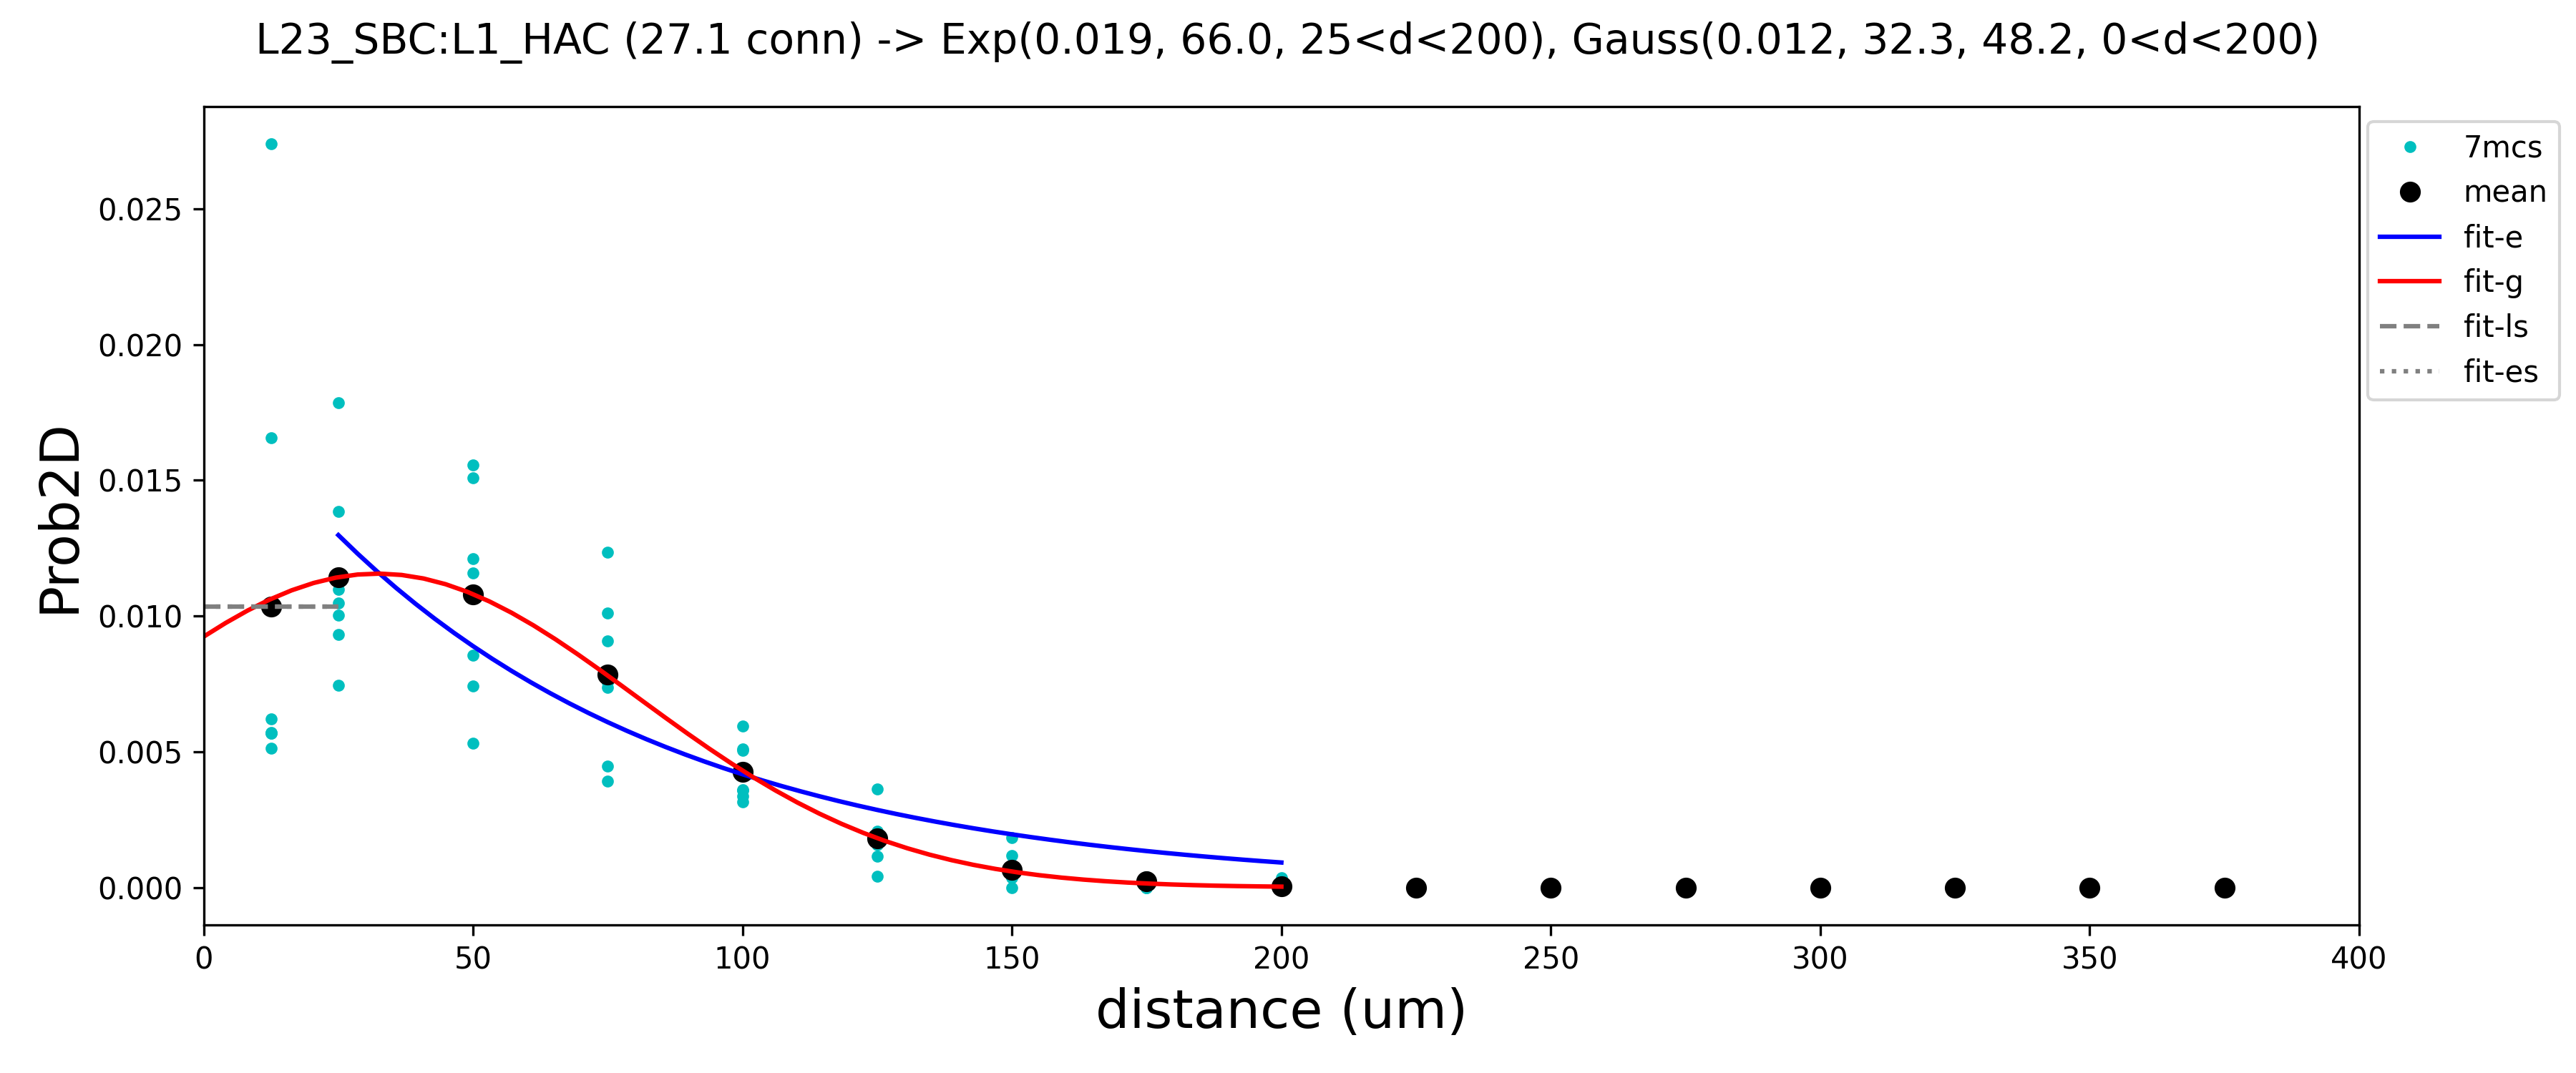 L23_SBC:L1_HAC (27.1 conn) -> Exp(0.019, 66.0, 25<d<200), Gauss(0.012, 32.3, 48.2, 0<d<200)
7mcs
mean
fit-e
fit-g
fit-ls
fit-es
Prob2D
0.025
0.020
0.015
0.010
0.005
0.000
0 50 100 150 200 250 300 350 400
distance (um)